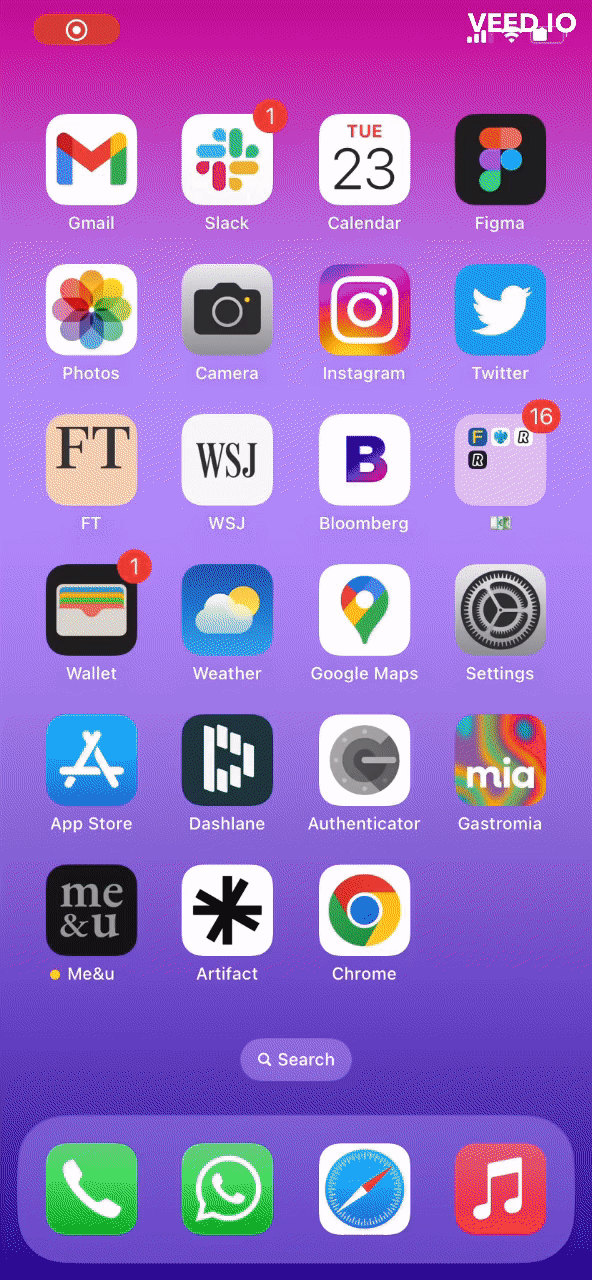 VEED.IO
1
TUE
23
Gmail
Slack
Calendar
Figma
Photos
Camera
Instagram
Twitter
16
FT
WSJ
B
F
R
R
FT
WSJ
Bloomberg
1
Wallet
Weather
Google Maps
Settings
mia
App Store
Dashlane
Authenticator
Gastromia
me
&u
Me&u
Artifact
Chrome
Search